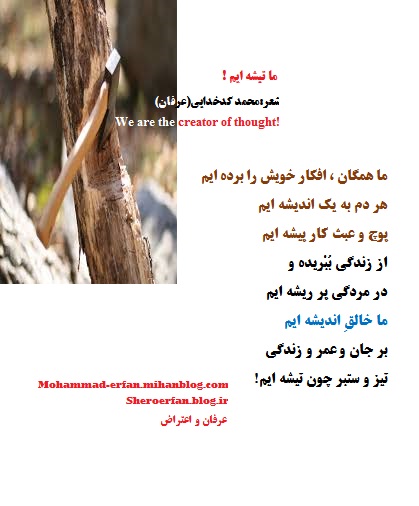 ما تیشه ایم !
شعر:محمد کدخدایی(عرفان)
We are the creator of thought!
ما همگان ، افکار خویش را برده ایم
هر دم به یک اندیشه ایم
پوچ و عبث کار پیشه ایم
از زندگی بُبْریده و
در مردگی پر ریشه ایم
ما خالقِ اندیشه ایم
بر جان و عمر و زندگی
تیز و ستبر چون تیشه ایم!
Mohammad-erfan.mihanblog.com
Sheroerfan.blog.ir
عرفان و اعتراض